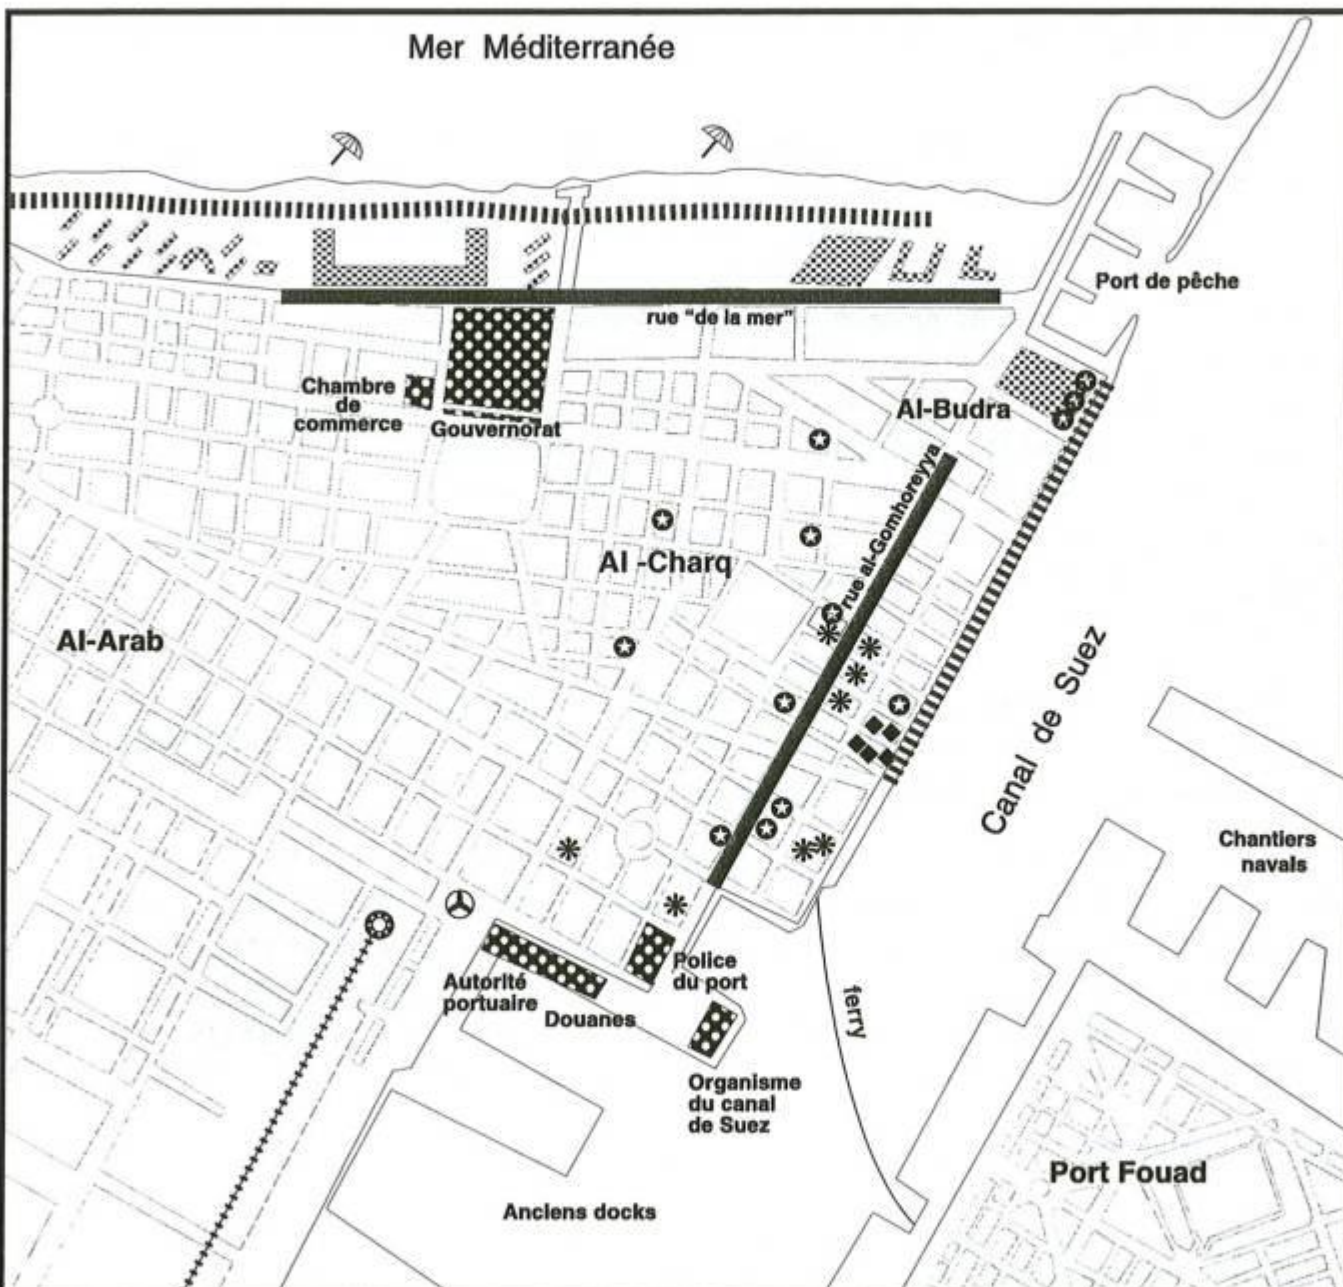 Mer Méditerranée
Port de pêche
rue "de la mer"
Chambre
de
commerce
Gouvernorat
Al-Budra
rue al-Gomhoreyya
Al -Charq
Al-Arab
Canal de Suez
Chantiers
navals
Police
du port
Autorité
portuaire
Douanes
ferry
Organisme
du canal
de Suez
Port Fouad
Anciens docks